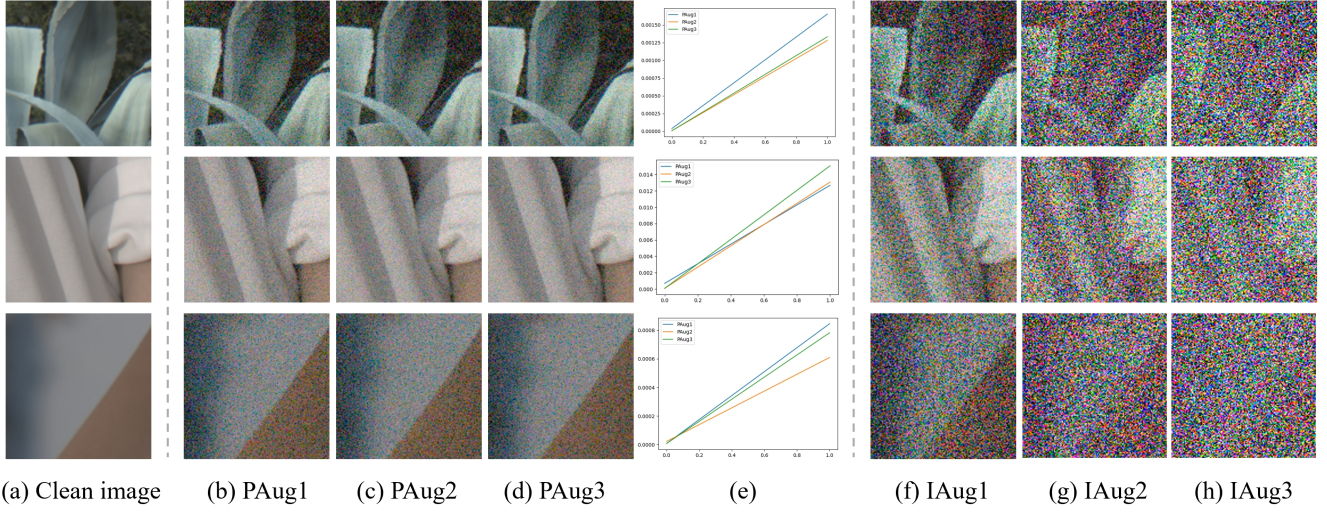 PAug1
PAug2
PAug3
0.00150
0.00125
0.00100
0.00075
0.00050
0.00025
0.00000
0.0 0.2 0.4 0.6 0.8 1.0
PAug1
PAug2
PAug3
0.014
0.012
0.010
0.008
0.006
0.004
0.002
0.000
0.0 0.2 0.4 0.6 0.8 1.0
PAug1
PAug2
PAug3
0.0008
0.0006
0.0004
0.0002
0.0000
0.0 0.2 0.4 0.6 0.8 1.0
(a) Clean image (b) PAug1 (c) PAug2 (d) PAug3 (e) (f) IAug1 (g) IAug2 (h) IAug3